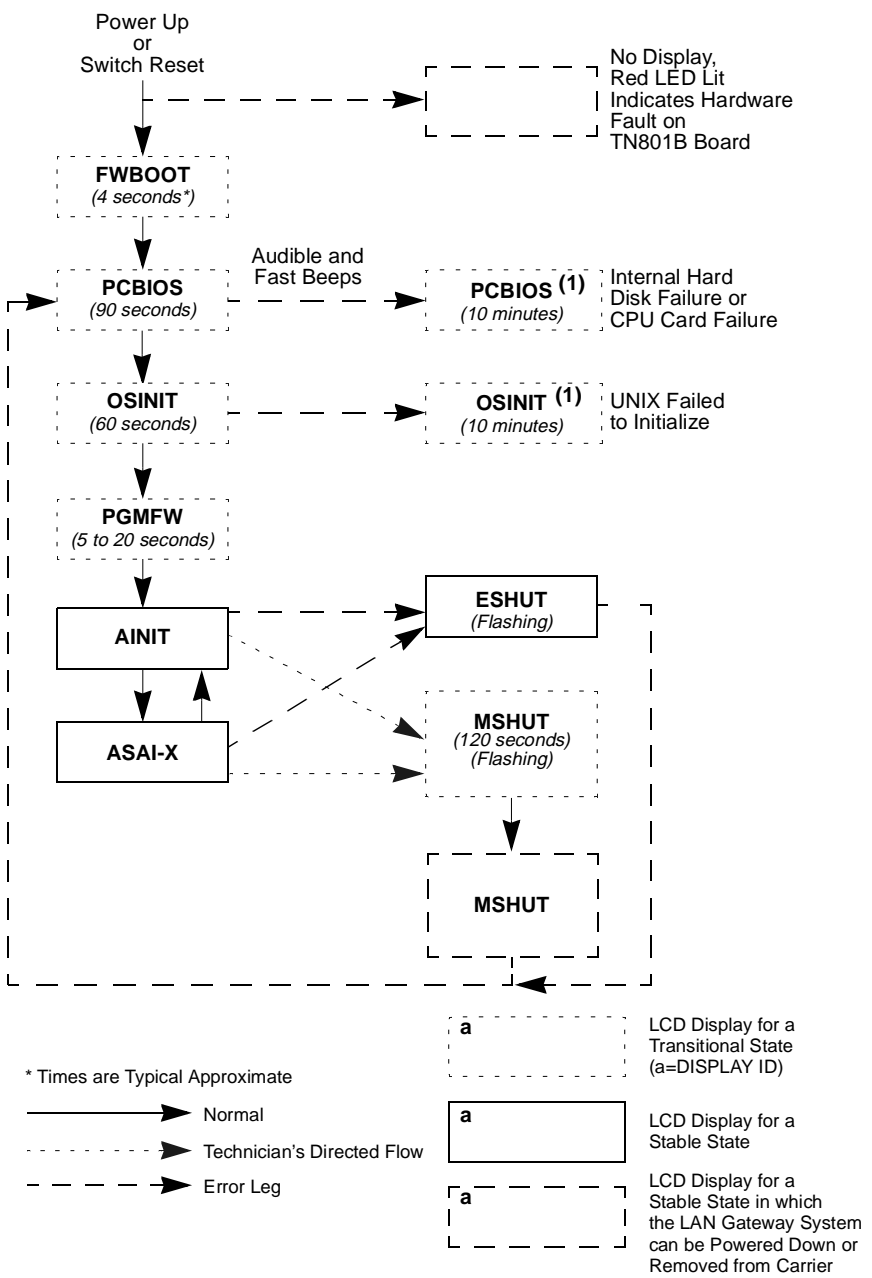 Power Up
or
Switch Reset
No Display,
Red LED Lit
Indicates Hardware
Fault on
TN801B Board
FWBOOT
(4 seconds*)
Audible and
Fast Beeps
PCBIOS
(90 seconds)
PCBIOS (1)
(10 minutes)
Internal Hard
Disk Failure or
CPU Card Failure
OSINIT
(60 seconds)
OSINIT (1)
(10 minutes)
UNIX Failed
to Initialize
PGMFW
(5 to 20 seconds)
AINIT
ESHUT
(Flashing)
ASAI-X
MSHUT
(120 seconds)
(Flashing)
MSHUT
* Times are Typical Approximate
Normal
Technician's Directed Flow
Error Leg
a
LCD Display for a
Transitional State
(a=DISPLAY ID)
a
LCD Display for a
Stable State
a
LCD Display for a
Stable State in which
the LAN Gateway System
can be Powered Down or
Removed from Carrier